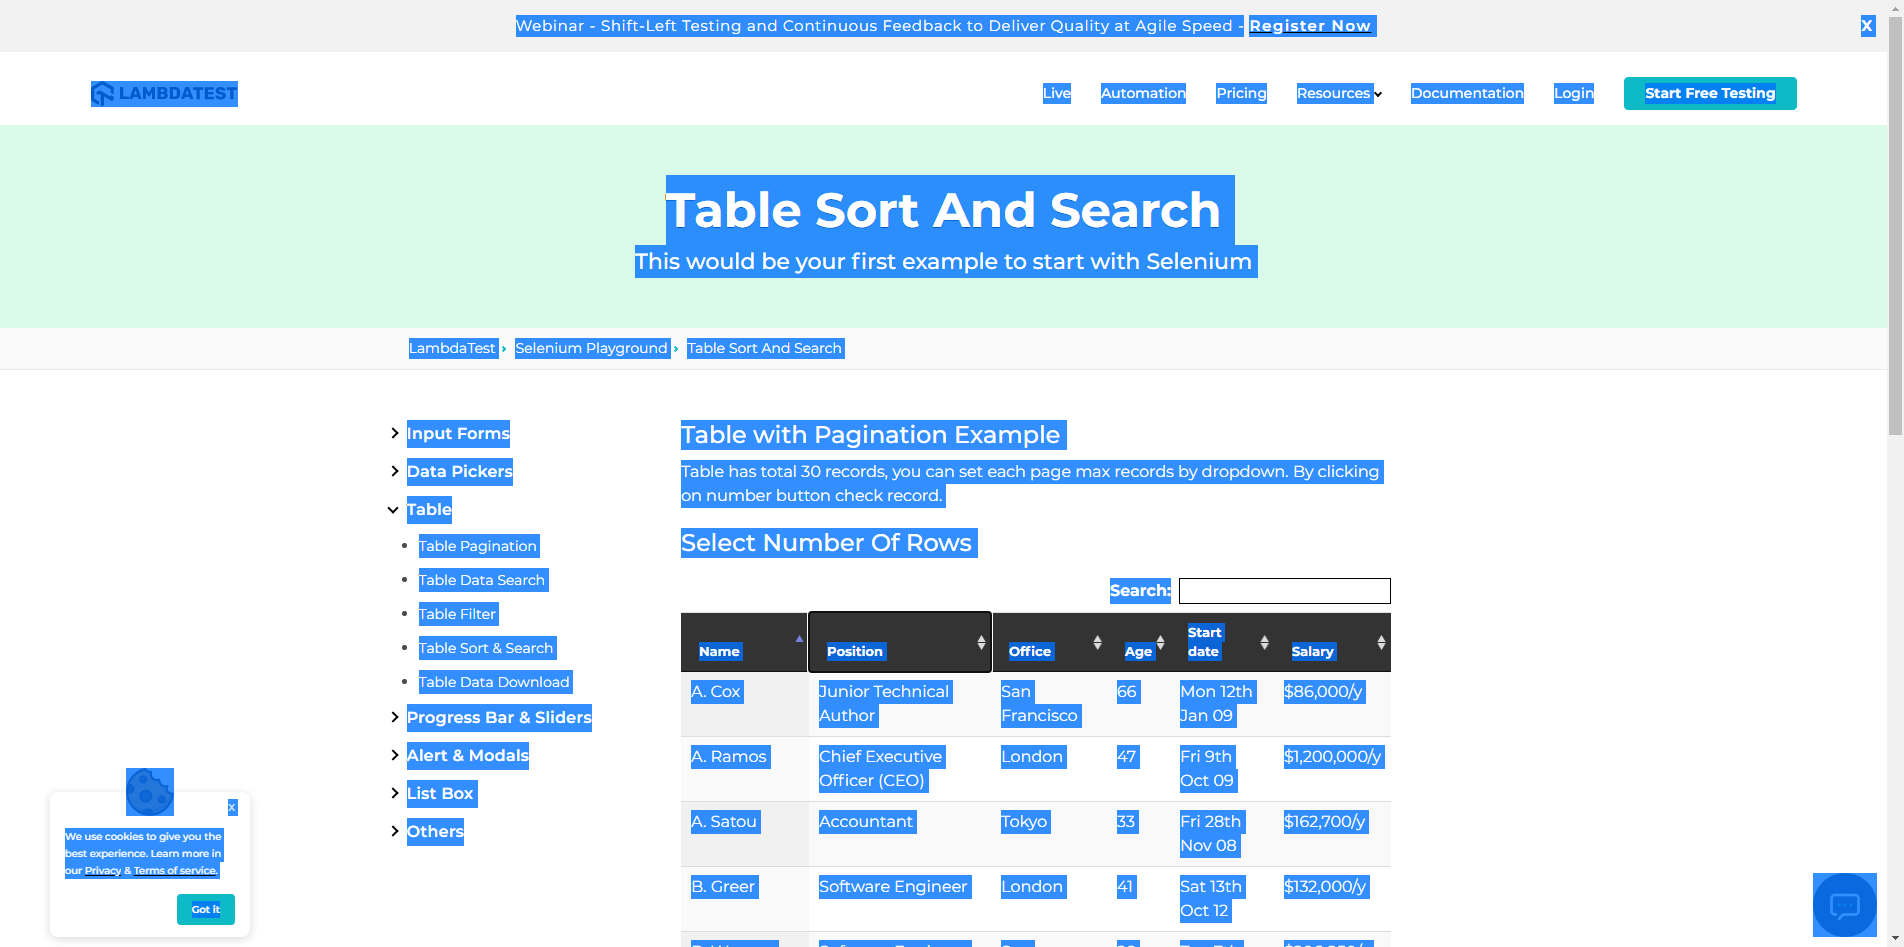 Webinar - Shift-Left Testing and Continuous Feedback to Deliver Quality at Agile Speed - Register Now
X
LAMBDATEST
Live
Automation
Pricing
Resources
Documentation
Login
Start Free Testing
Table Sort And Search
This would be your first example to start with Selenium
LambdaTest
Selenium Playground
Table Sort And Search
Input Forms
Data Pickers
Table
Table Pagination
Table Data Search
Table Filter
Table Sort & Search
Table Data Download
Progress Bar & Sliders
Alert & Modals
List Box
Others
Table with Pagination Example
Table has total 30 records, you can set each page max records by dropdown. By clicking
on number button check record.
Select Number Of Rows
Search:
Name Position Office Age Start date Salary
A. Cox Junior Technical Author San Francisco 66 Mon 12th Jan 09 $86,000/y
A. Ramos Chief Executive Officer (CEO) London 47 Fri 9th Oct 09 $1,200,000/y
A. Satou Accountant Tokyo 33 Fri 28th Nov 08 $162,700/y
B. Greer Software Engineer London 41 Sat 13th Oct 12 $132,000/y
X
We use cookies to give you the
best experience. Learn more in
our Privacy & Terms of service.
Got it